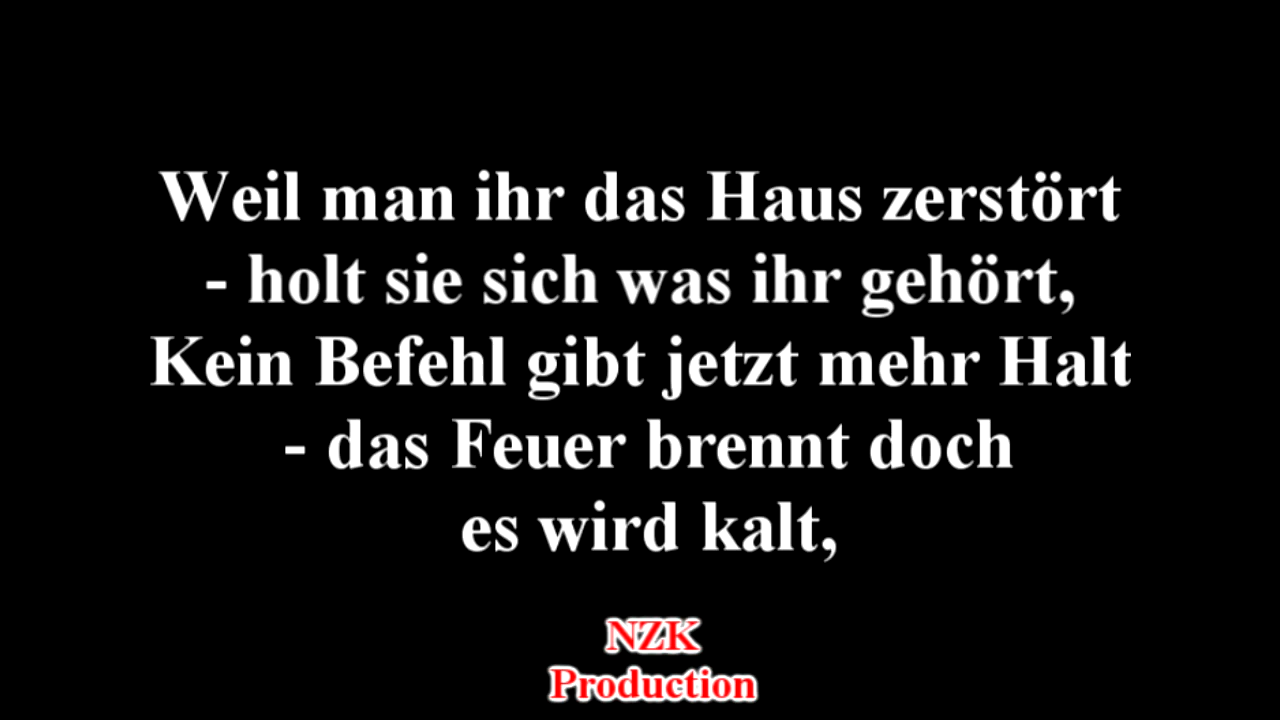 Weil man ihr das Haus zerstört
- holt sie sich was ihr gehört,
Kein Befehl gibt jetzt mehr Halt
- das Feuer brennt doch
es wird kalt,
NZK
Production